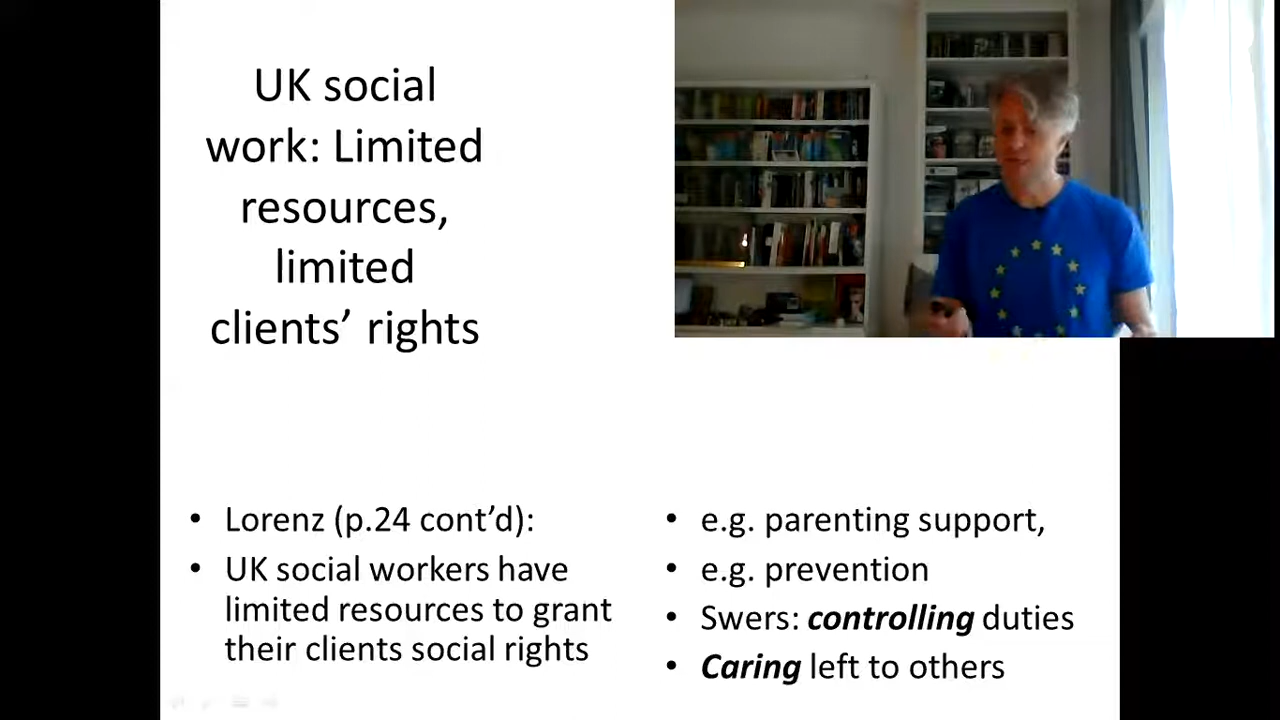 UK social
work: Limited
resources,
limited
clients’ rights
• Lorenz (p.24 cont’d):
• UK social workers have
limited resources to grant
their clients social rights
• e.g. parenting support,
• e.g. prevention
• Swers: controlling duties
• Caring left to others